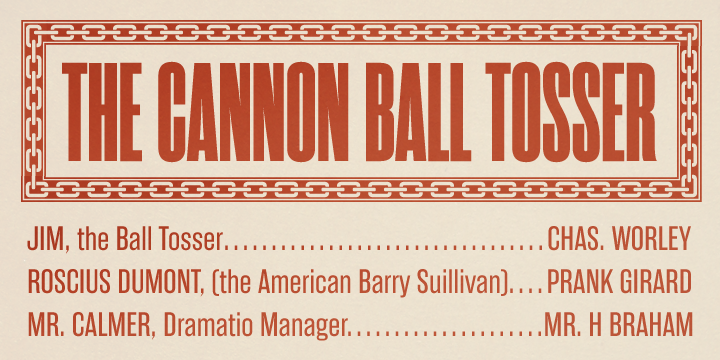 THE CANNON BALL TOSSER
JIM, the Ball Tosser................................CHAS. WORLEY
ROSCIUS DUMONT, (the American Barry Suillivan)....PRANK GIRARD
MR. CALMER, Dramatio Manager....................MR. H BRAHAM